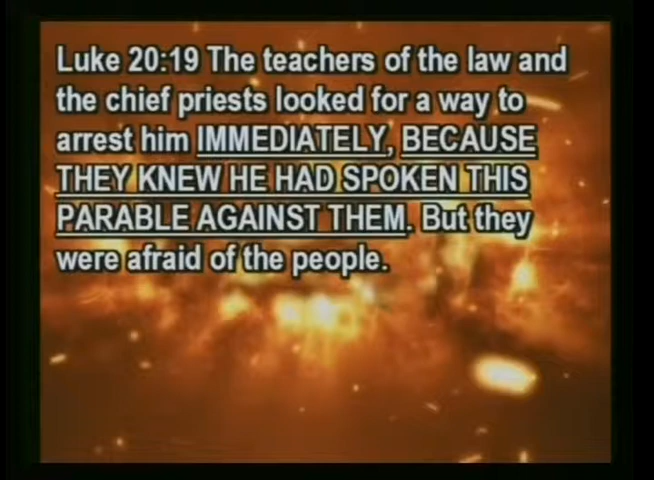 Luke 20:19 The teachers of the law and
the chief priests looked for a way to
arrest him IMMEDIATELY, BECAUSE
THEY KNEW HE HAD SPOKEN THIS
PARABLE AGAINST THEM. But they
were afraid of the people.